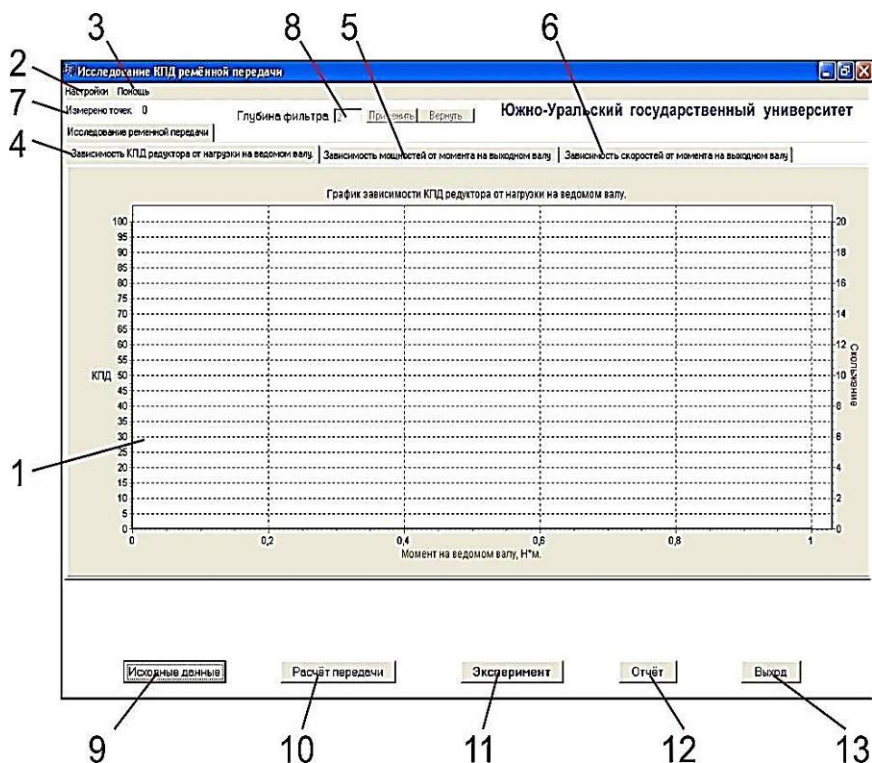 3 8 5 6
2 Исследование КПД ремённой передачи
Настройки Помощь
7 Измерено точек 0 Глубина фильтра 2 Применить Вернуть Южно-Уральский государственный университет
Исследование ременной передачи
4 Зависимость КПД редуктора от нагрузки на ведомом валу. Зависимость мощностей от момента на выходном валу Зависимость скоростей от момента на выходном валу
График зависимости КПД редуктора от нагрузки на ведомом валу.
100 20
95
90 18
85
80 16
75
70 14
65
60 12
55
КПД 50 10 Скольжение
45
40 8
35
1 30 6
25
20 4
15
10 2
5
0 0
0 0,2 0,4 0,6 0,8 1
Момент на ведомом валу, Н*м.
Исходные данные Расчёт передачи Эксперимент Отчёт Выход
9 10 11 12 13